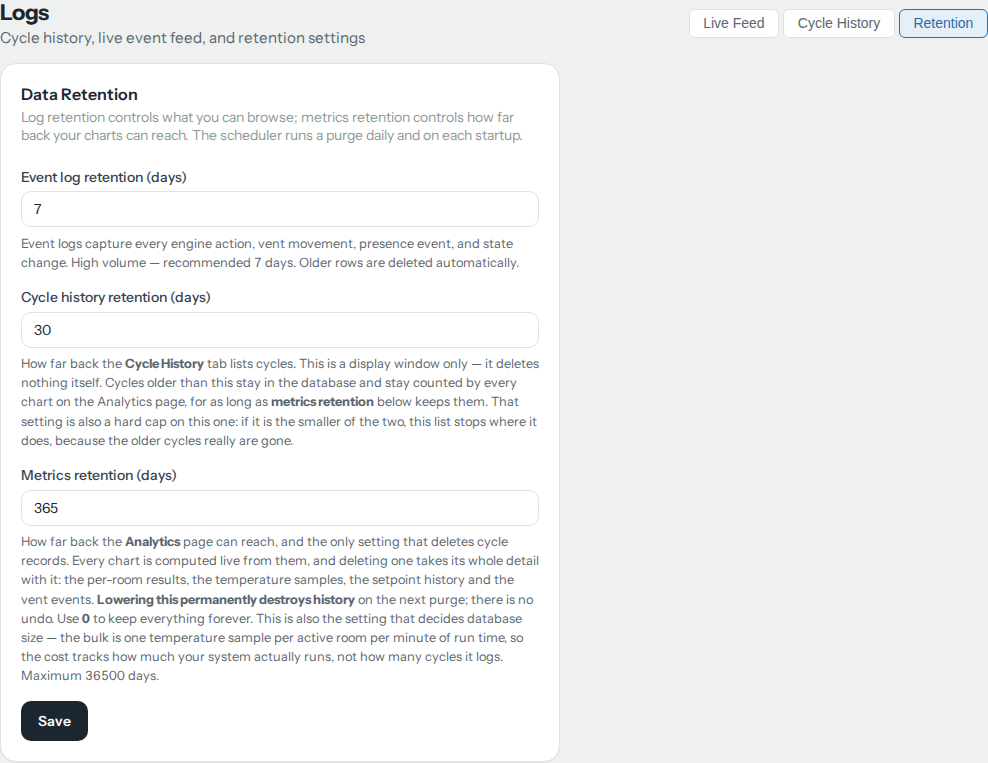 Logs
Cycle history, live event feed, and retention settings
Live Feed
Cycle History
Retention
Data Retention
Log retention controls what you can browse; metrics retention controls how far
back your charts can reach. The scheduler runs a purge daily and on each startup.
Event log retention (days)
7
Event logs capture every engine action, vent movement, presence event, and state
change. High volume — recommended 7 days. Older rows are deleted automatically.
Cycle history retention (days)
30
How far back the Cycle History tab lists cycles. This is a display window only — it deletes
nothing itself. Cycles older than this stay in the database and stay counted by every
chart on the Analytics page, for as long as metrics retention below keeps them. That
setting is also a hard cap on this one: if it is the smaller of the two, this list stops where it
does, because the older cycles really are gone.
Metrics retention (days)
365
How far back the Analytics page can reach, and the only setting that deletes cycle
records. Every chart is computed live from them, and deleting one takes its whole detail
with it: the per-room results, the temperature samples, the setpoint history and the
vent events. Lowering this permanently destroys history on the next purge; there is no
undo. Use 0 to keep everything forever. This is also the setting that decides database
size — the bulk is one temperature sample per active room per minute of run time, so
the cost tracks how much your system actually runs, not how many cycles it logs.
Maximum 36500 days.
Save